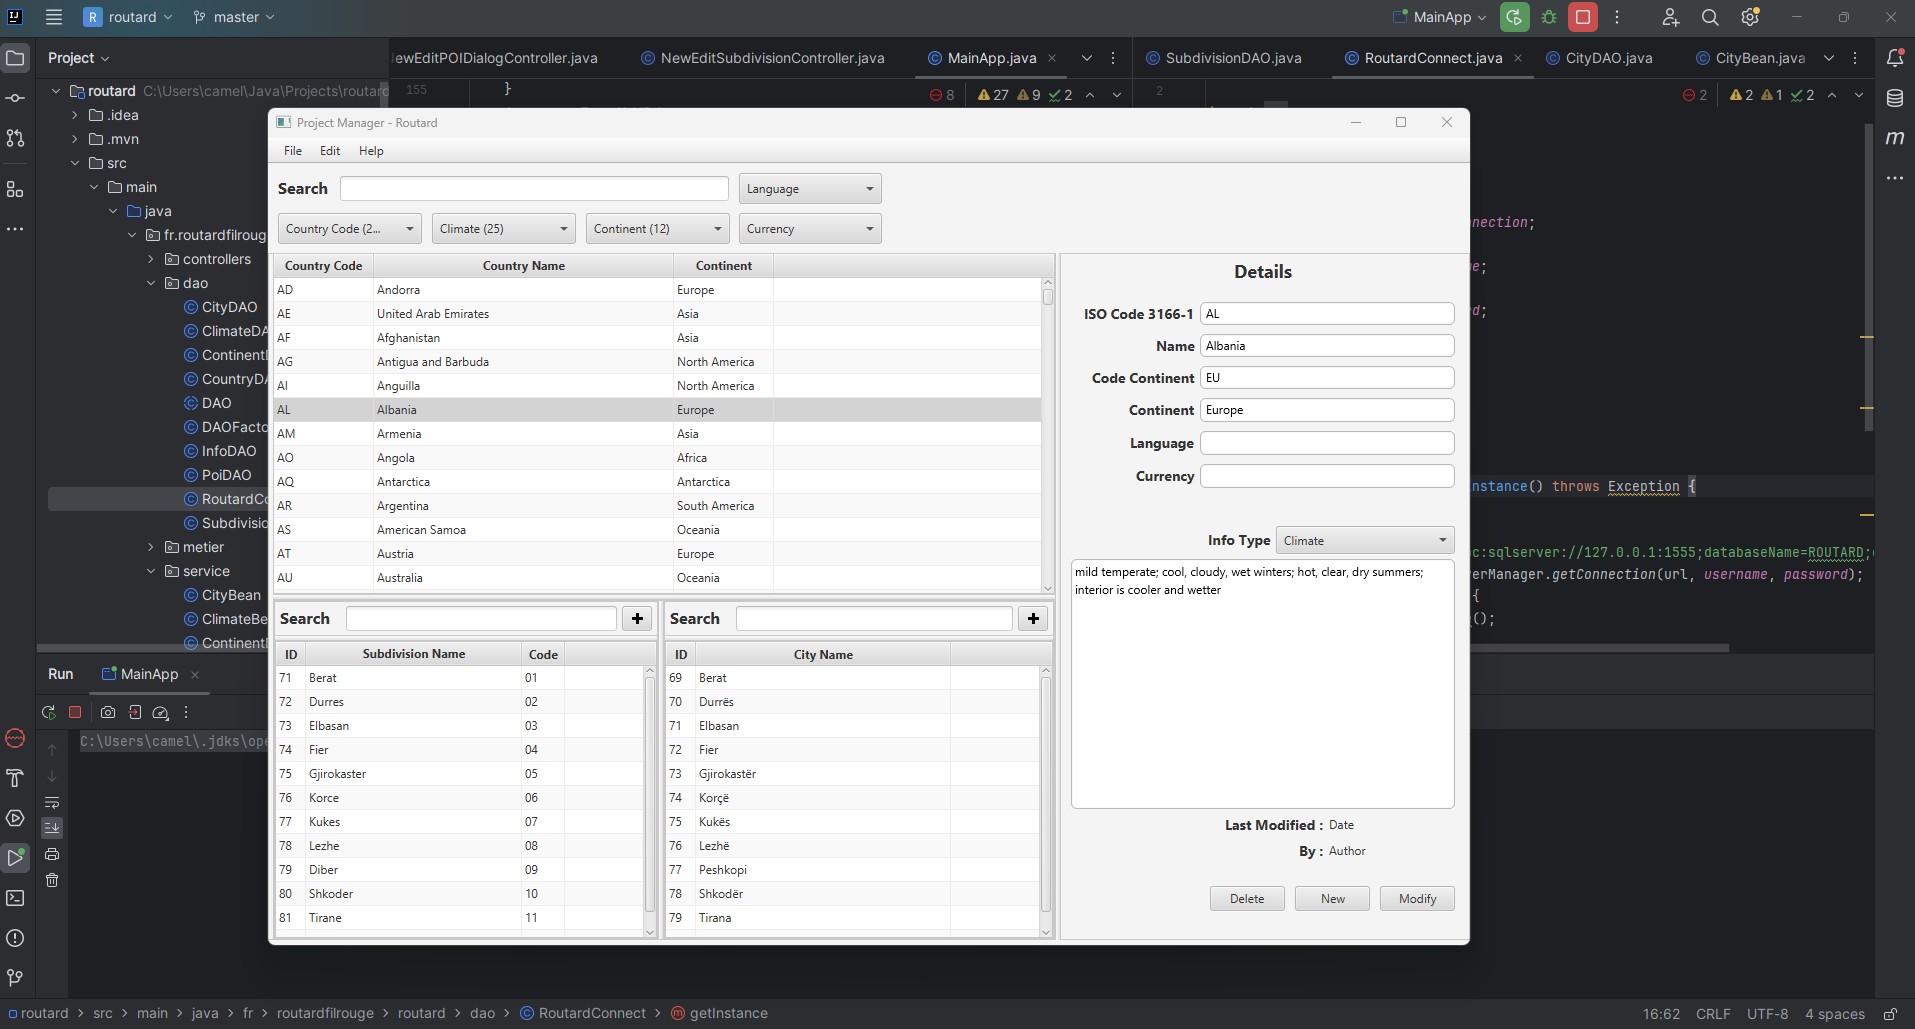 R routard master MainApp
Project
NewEditSubdivisionController.java MainApp.java SubdivisionDAO.java RoutardConnect.java CityDAO.java CityBean.java
routard C:\Users\camel\Java\Projects\routard 155 } 8 27 9 2 2 2 2 1 2
.idea
.mvn
src
main
java
fr.routardfilroug
controllers
dao
CityDAO
ClimateDA
Continent
CountryDA
DAO
DAOFacto
InfoDAO
PoiDAO
RoutardCo
Subdivisio
metier
service
CityBean
ClimateBe
Continent
Project Manager - Routard
File Edit Help
Search Language
Country Code (2... Climate (25) Continent (12) Currency
Country Code Country Name Continent
AD Andorra Europe
AE United Arab Emirates Asia
AF Afghanistan Asia
AG Antigua and Barbuda North America
AI Anguilla North America
AL Albania Europe
AM Armenia Asia
AO Angola Africa
AQ Antarctica Antarctica
AR Argentina South America
AS American Samoa Oceania
AT Austria Europe
AU Australia Oceania
Search
ID Subdivision Name Code
71 Berat 01
72 Durres 02
73 Elbasan 03
74 Fier 04
75 Gjirokaster 05
76 Korce 06
77 Kukes 07
78 Lezhe 08
79 Diber 09
80 Shkoder 10
81 Tirane 11
Search
ID City Name
69 Berat
70 Durrës
71 Elbasan
72 Fier
73 Gjirokastër
74 Korçë
75 Kukës
76 Lezhë
77 Peshkopi
78 Shkodër
79 Tirana
Details
ISO Code 3166-1 AL
Name Albania
Code Continent EU
Continent Europe
Language
Currency
Info Type Climate
mild temperate; cool, cloudy, wet winters; hot, clear, dry summers;
interior is cooler and wetter
Last Modified : Date
By : Author
Delete New Modify
nection;
e;
d;
nstance() throws Exception {
c:sqlserver://127.0.0.1:1555;databaseName=ROUTARD;
erManager.getConnection(url, username, password);
{
();
Run MainApp
C:\Users\camel\.jdks\ope
routard > src > main > java > fr > routardfilrouge > routard > dao > RoutardConnect > getInstance 16:62 CRLF UTF-8 4 spaces